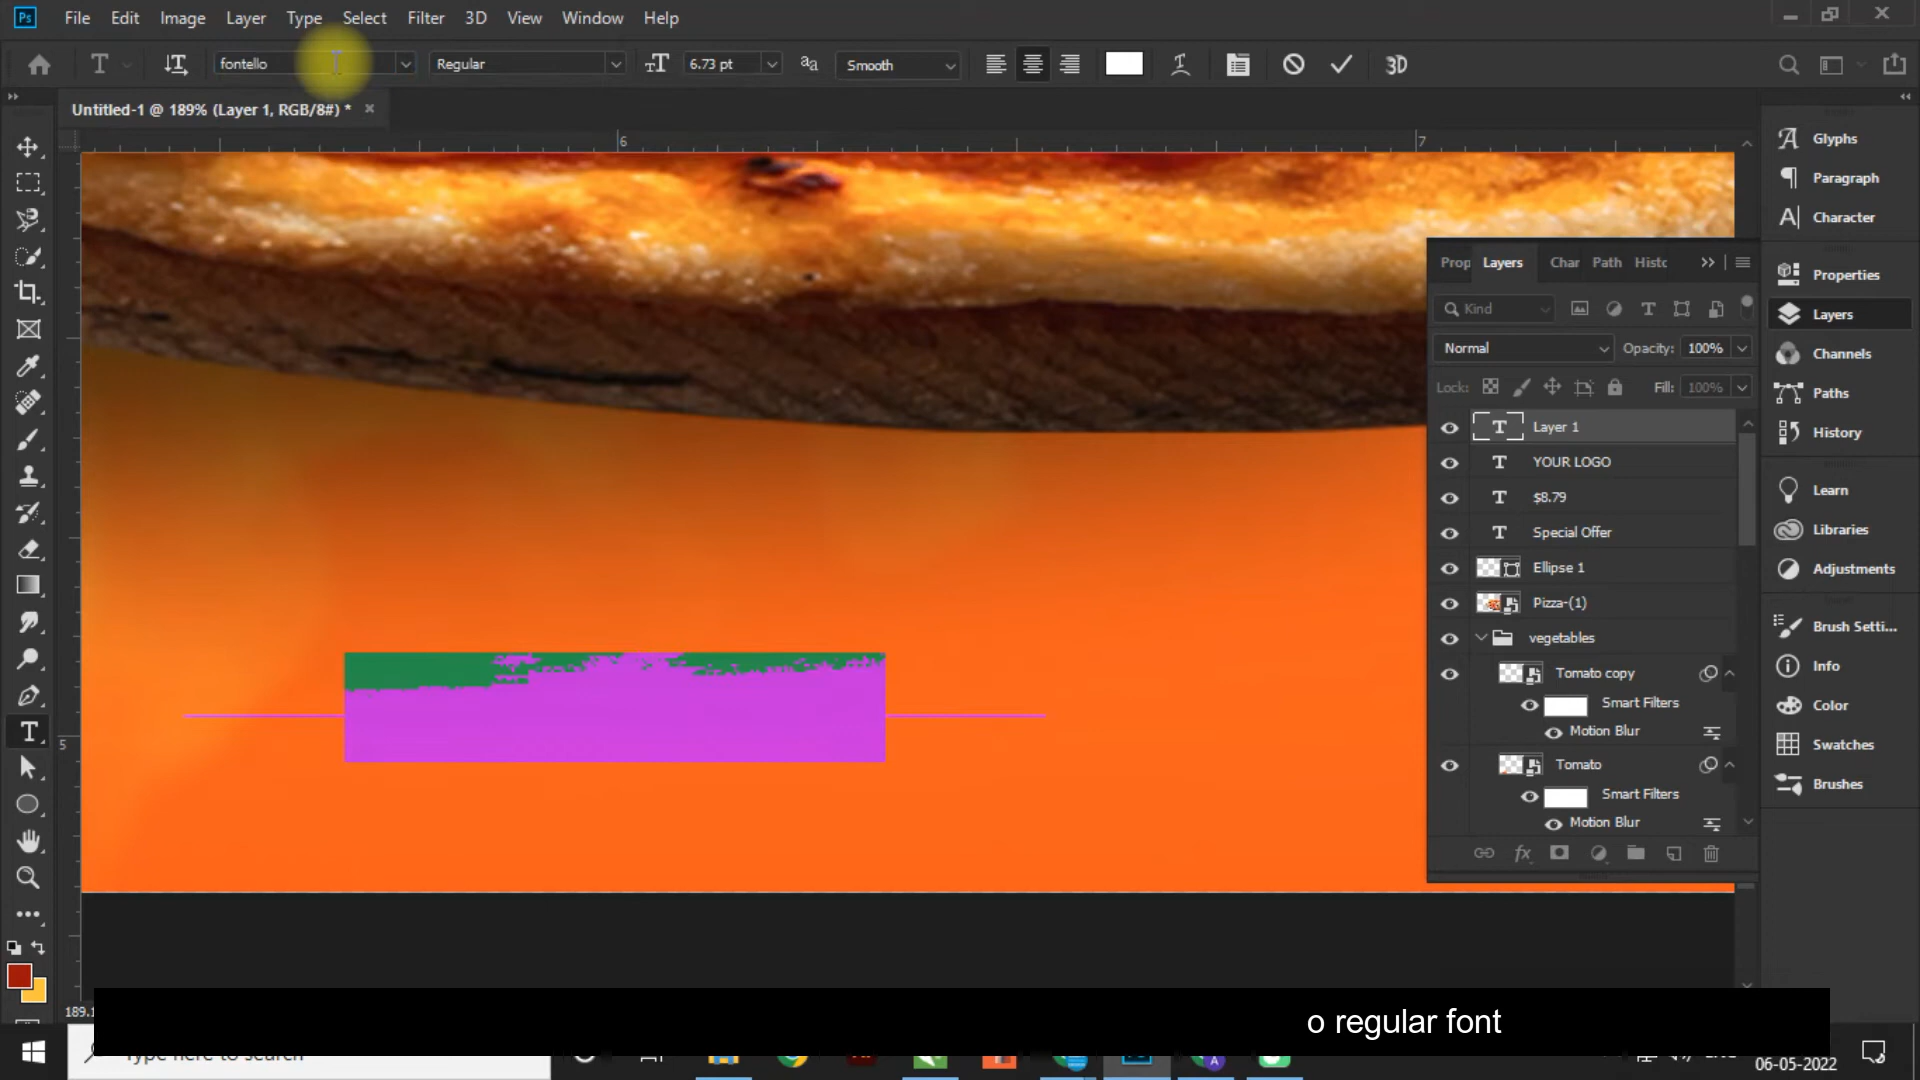 Ps File Edit Image Layer Type Select Filter 3D View Window Help
fontello Regular 6.73 pt Smooth 3D
Untitled-1 @ 189% (Layer 1, RGB/8#) *
6 7
5
Prop Layers Char Path Histc
Kind
Normal Opacity: 100%
Lock: Fill: 100%
Layer 1
YOUR LOGO
$8.79
Special Offer
Ellipse 1
Pizza-(1)
vegetables
Tomato copy
Smart Filters
Motion Blur
Tomato
Smart Filters
Motion Blur
fx
Glyphs
Paragraph
Character
Properties
Layers
Channels
Paths
History
Learn
Libraries
Adjustments
Brush Setti...
Info
Color
Swatches
Brushes
o regular font
06-05-2022